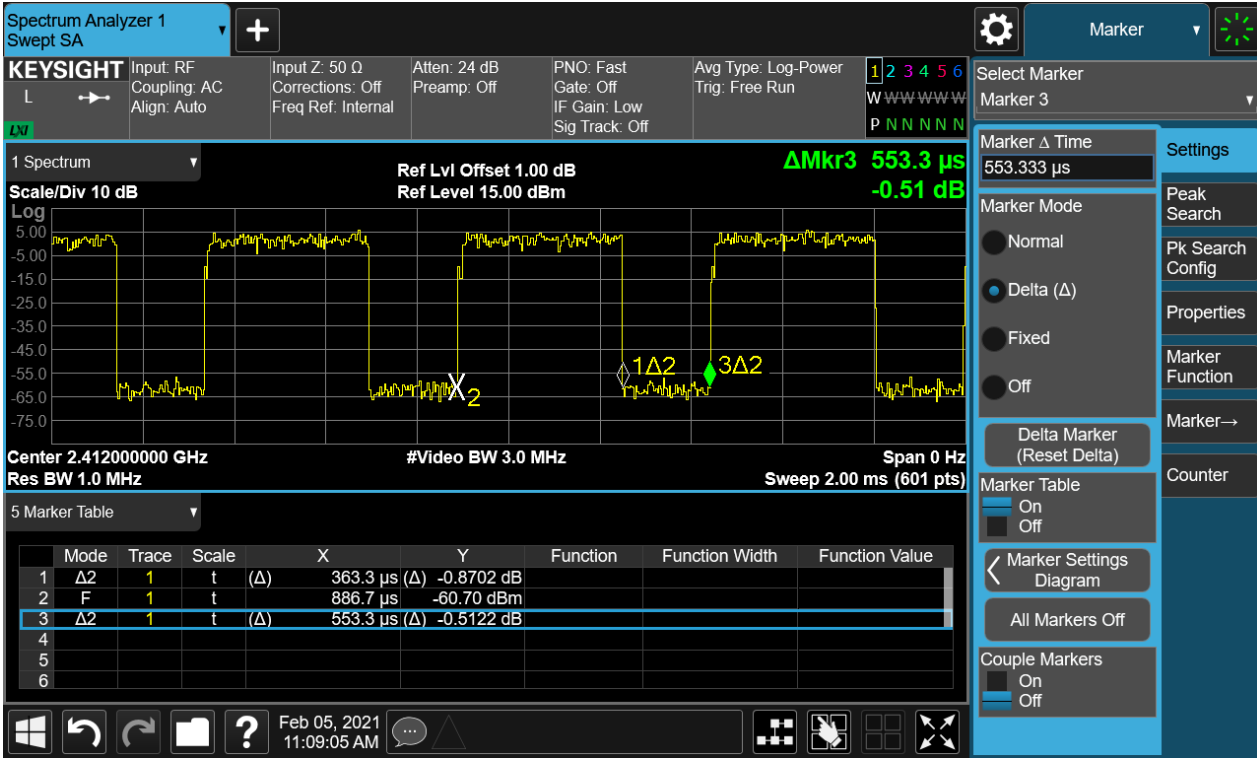 Spectrum Analyzer 1
Swept SA
+
Marker
KEYSIGHT
L
LXI
Input: RF
Coupling: AC
Align: Auto
Input Z: 50 Ω
Corrections: Off
Freq Ref: Internal
Atten: 24 dB
Preamp: Off
PNO: Fast
Gate: Off
IF Gain: Low
Sig Track: Off
Avg Type: Log-Power
Trig: Free Run
1 2 3 4 5 6
W W W W W W
P N N N N N
Select Marker
Marker 3
1 Spectrum
Scale/Div 10 dB
Ref Lvl Offset 1.00 dB
Ref Level 15.00 dBm
ΔMkr3 553.3 µs
-0.51 dB
Log
5.00
-5.00
-15.0
-25.0
-35.0
-45.0
-55.0
-65.0
-75.0
X2
1Δ2
3Δ2
Center 2.412000000 GHz
#Video BW 3.0 MHz
Span 0 Hz
Res BW 1.0 MHz
Sweep 2.00 ms (601 pts)
5 Marker Table
Mode Trace Scale X Y Function Function Width Function Value
1 Δ2 1 t (Δ) 363.3 µs (Δ) -0.8702 dB
2 F 1 t 886.7 µs -60.70 dBm
3 Δ2 1 t (Δ) 553.3 µs (Δ) -0.5122 dB
4
5
6
Marker Δ Time
553.333 µs
Marker Mode
Normal
Delta (Δ)
Fixed
Off
Delta Marker
(Reset Delta)
Marker Table
On
Off
Marker Settings
Diagram
All Markers Off
Couple Markers
On
Off
Settings
Peak
Search
Pk Search
Config
Properties
Marker
Function
Marker→
Counter
?
Feb 05, 2021
11:09:05 AM